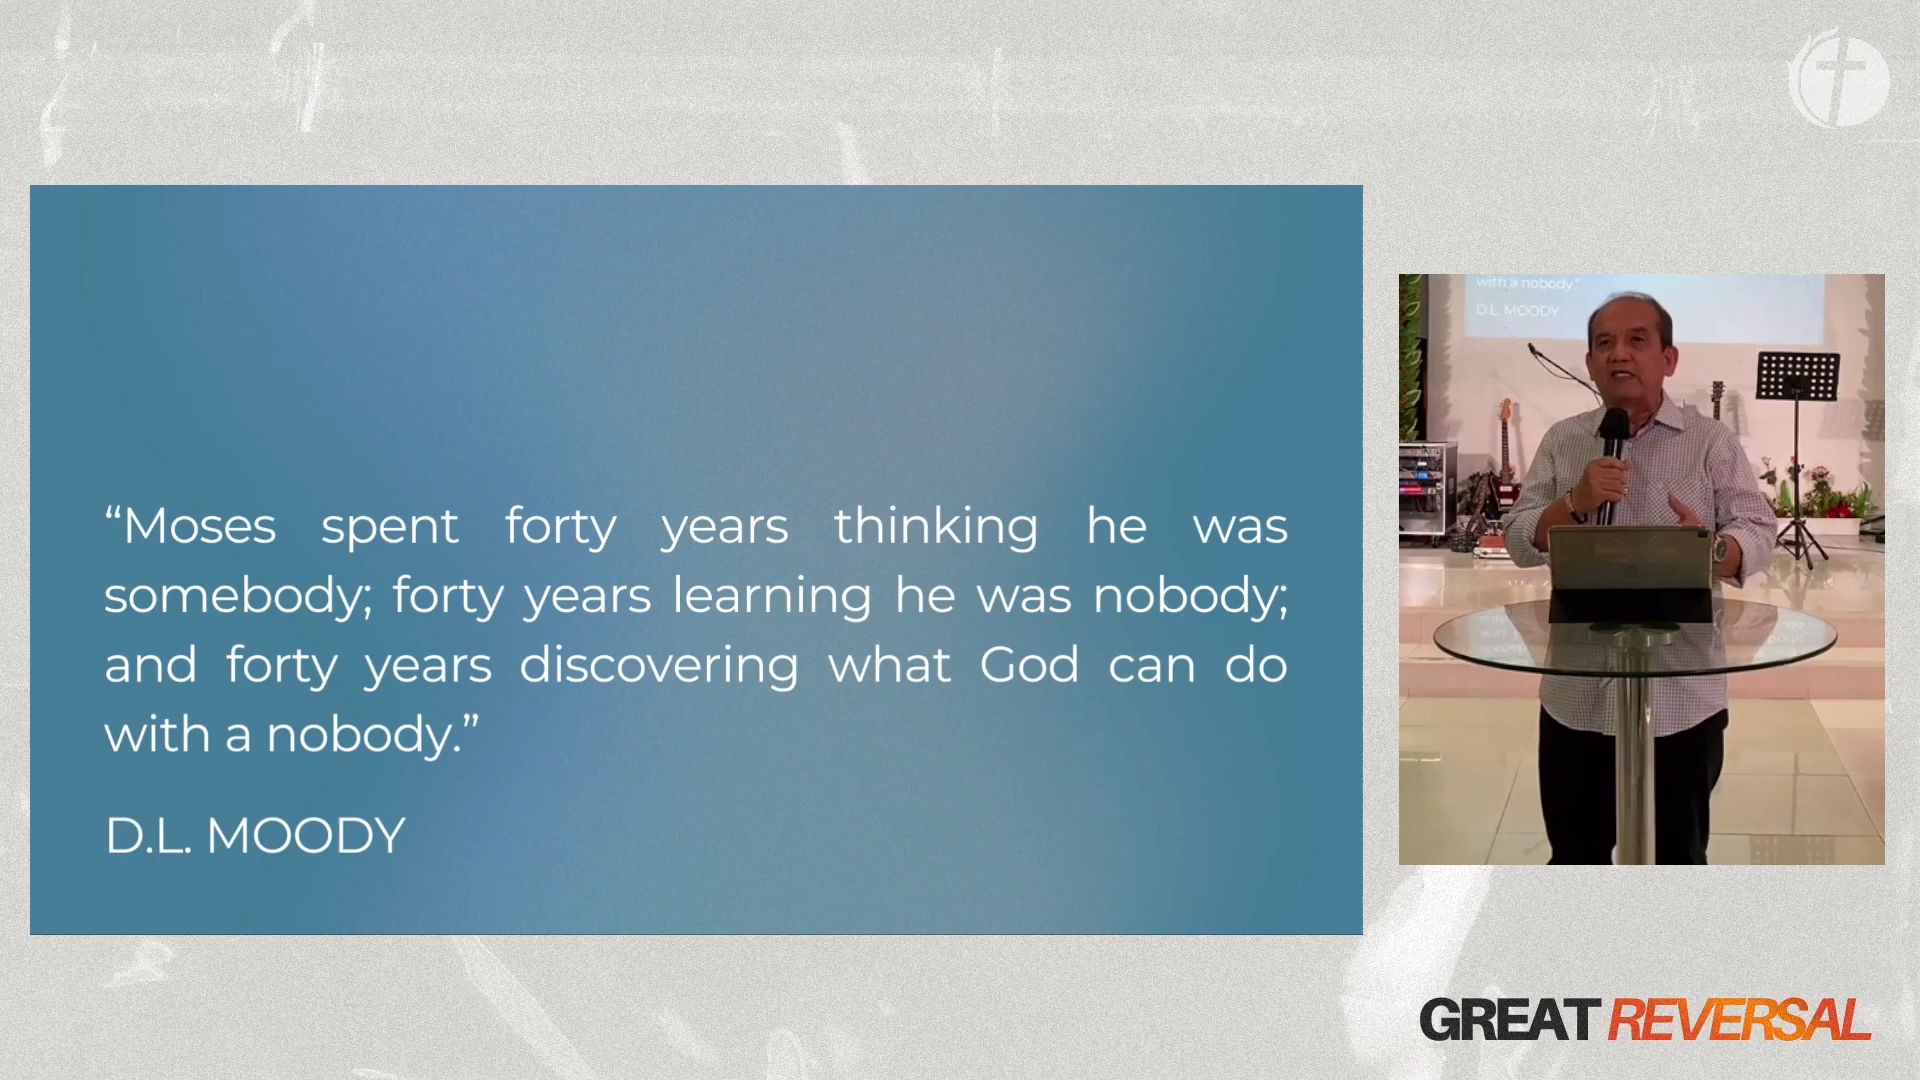 “Moses spent forty years thinking he was
somebody; forty years learning he was nobody;
and forty years discovering what God can do
with a nobody.”
D.L. MOODY
with a nobody.”
D.L. MOODY
GREAT REVERSAL